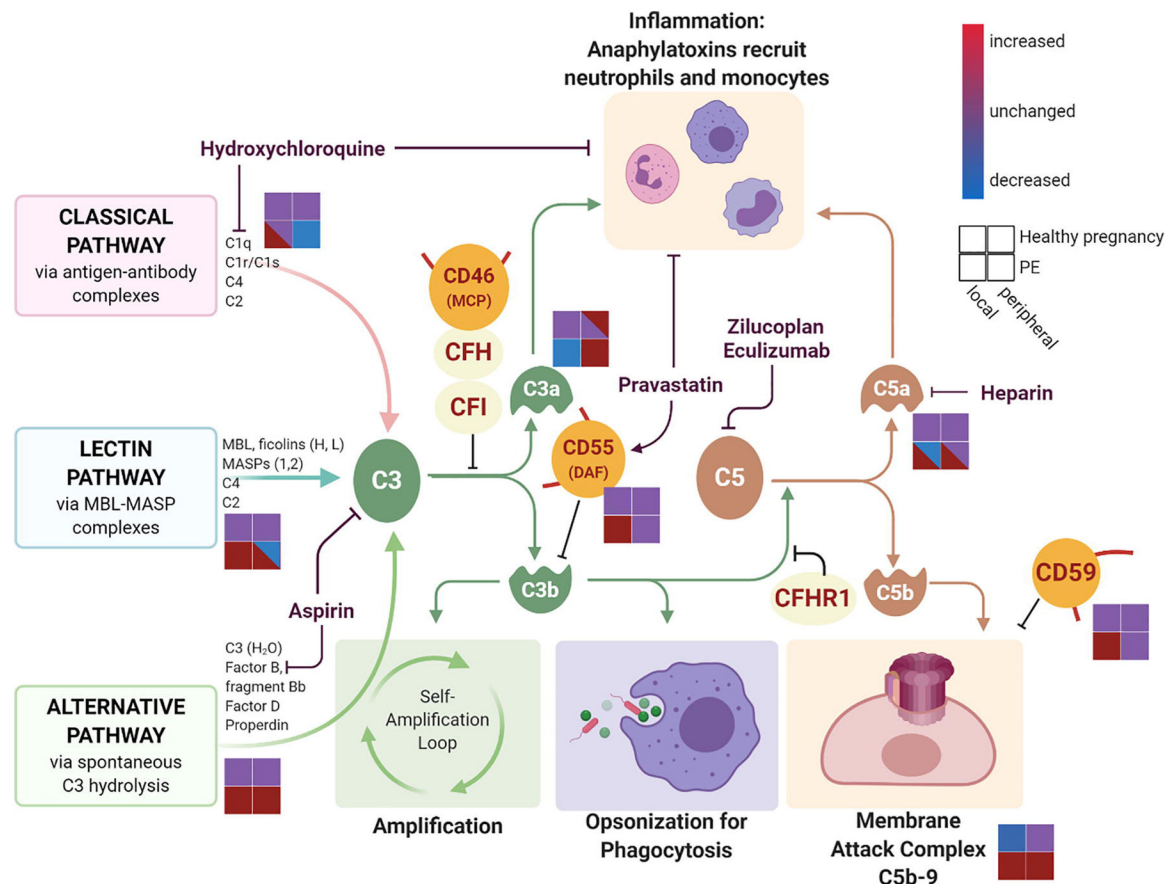 Inflammation:
Anaphylatoxins recruit
neutrophils and monocytes
increased
unchanged
decreased
Healthy pregnancy
PE
local
peripheral
Hydroxychloroquine
CLASSICAL
PATHWAY
via antigen-antibody
complexes
C1q
C1r/C1s
C4
C2
CD46
(MCP)
CFH
CFI
C3a
Pravastatin
Zilucoplan
Eculizumab
C5a
Heparin
LECTIN
PATHWAY
via MBL-MASP
complexes
MBL, ficolins (H, L)
MASPs (1,2)
C4
C2
C3
CD55
(DAF)
C5
C3b
CFHR1
C5b
CD59
Aspirin
ALTERNATIVE
PATHWAY
via spontaneous
C3 hydrolysis
C3 (H₂O)
Factor B,
fragment Bb
Factor D
Properdin
Self-
Amplification
Loop
Amplification
Opsonization for
Phagocytosis
Membrane
Attack Complex
C5b-9